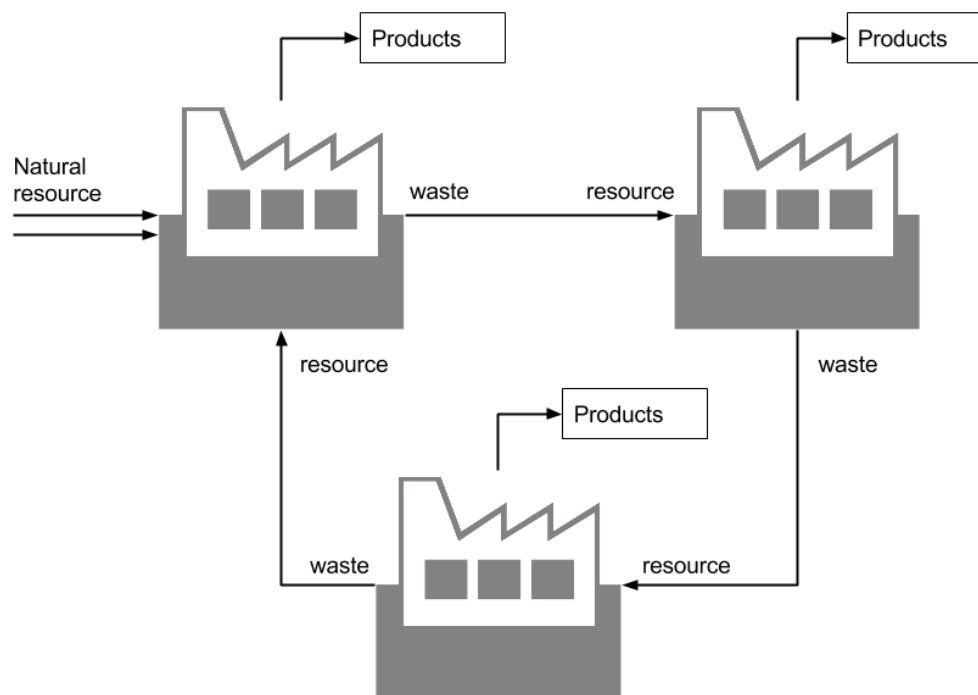 Products
Products
Natural
resource
waste
resource
resource
waste
Products
waste
resource